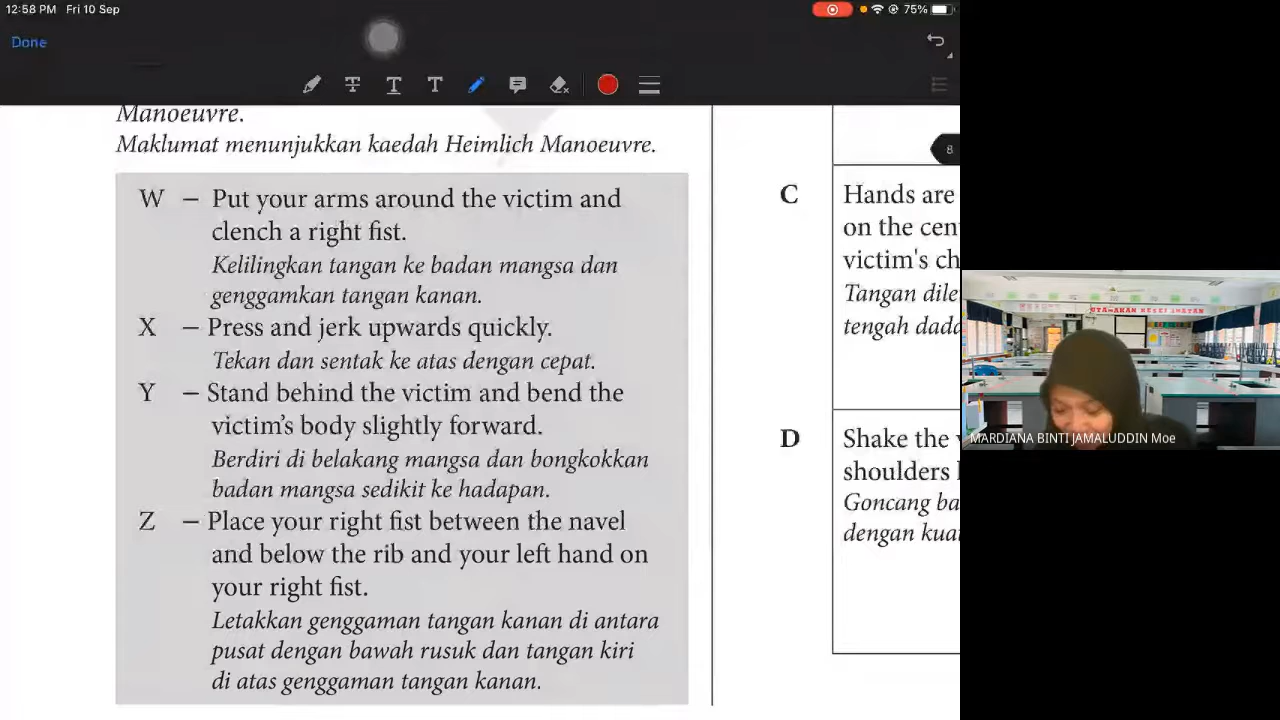 12:58 PM Fri 10 Sep
75%
Done
T T T
Manoeuvre.
Maklumat menunjukkan kaedah Heimlich Manoeuvre.
W – Put your arms around the victim and
clench a right fist.
Kelilingkan tangan ke badan mangsa dan
genggamkan tangan kanan.
X – Press and jerk upwards quickly.
Tekan dan sentak ke atas dengan cepat.
Y – Stand behind the victim and bend the
victim's body slightly forward.
Berdiri di belakang mangsa dan bongkokkan
badan mangsa sedikit ke hadapan.
Z – Place your right fist between the navel
and below the rib and your left hand on
your right fist.
Letakkan genggaman tangan kanan di antara
pusat dengan bawah rusuk dan tangan kiri
di atas genggaman tangan kanan.
8
C Hands are
on the cen
victim's ch
Tangan dile
tengah dada
D Shake the
shoulders
Goncang ba
dengan kua
UTAMAKAN KESELAMATAN
MARDIANA BINTI JAMALUDDIN Moe